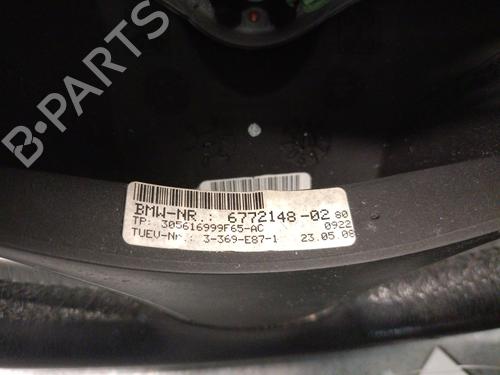 B-PARTS
BMW-NR.: 6772148-02 80
TP: 305616999F65-AC 0922
TUEV-Nr.: 3-369-E87-1 23.05.08